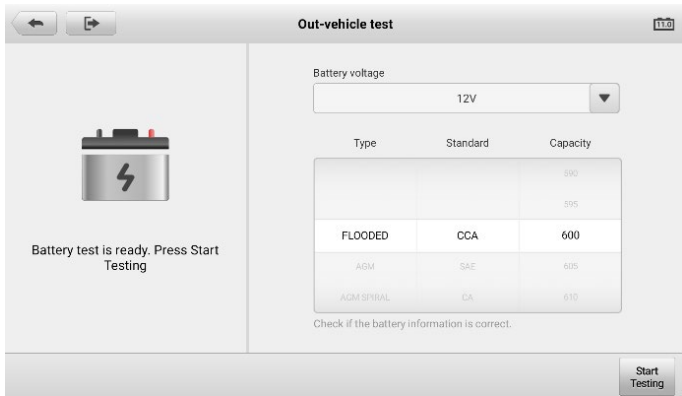 Out-vehicle test
11.0
Battery test is ready. Press Start
Testing
Battery voltage
12V
Type Standard Capacity
590
595
FLOODED CCA 600
AGM SAE 605
AGM SPIRAL CA 610
Check if the battery information is correct.
Start
Testing